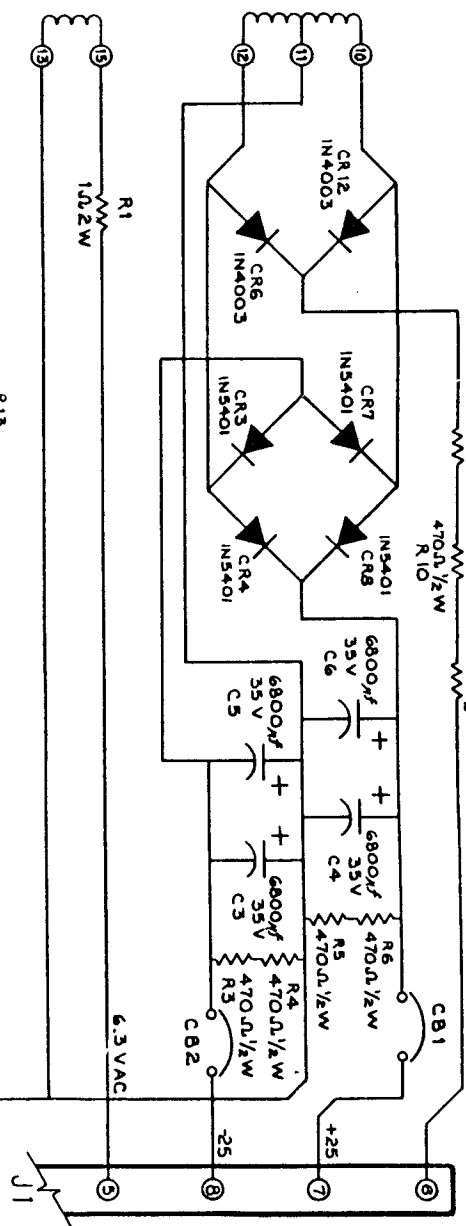 10
11
12
CR12
1N4003
CR6
1N4003
15
13
R1
1Ω 2W
470Ω ½W
R10
CR7
1N5401
CR3
1N5401
1N5401
CR8
CR4
1N5401
6800µf
35V
C6
+
6800µf
35V
C4
+
6800µf
35V
C5
+
6800µf
35V
C3
+
R6
470Ω ½W
R5
470Ω ½W
R4
470Ω ½W
R3
470Ω ½W
CB1
CB2
+25
-25
6.3 VAC
6
7
8
J1